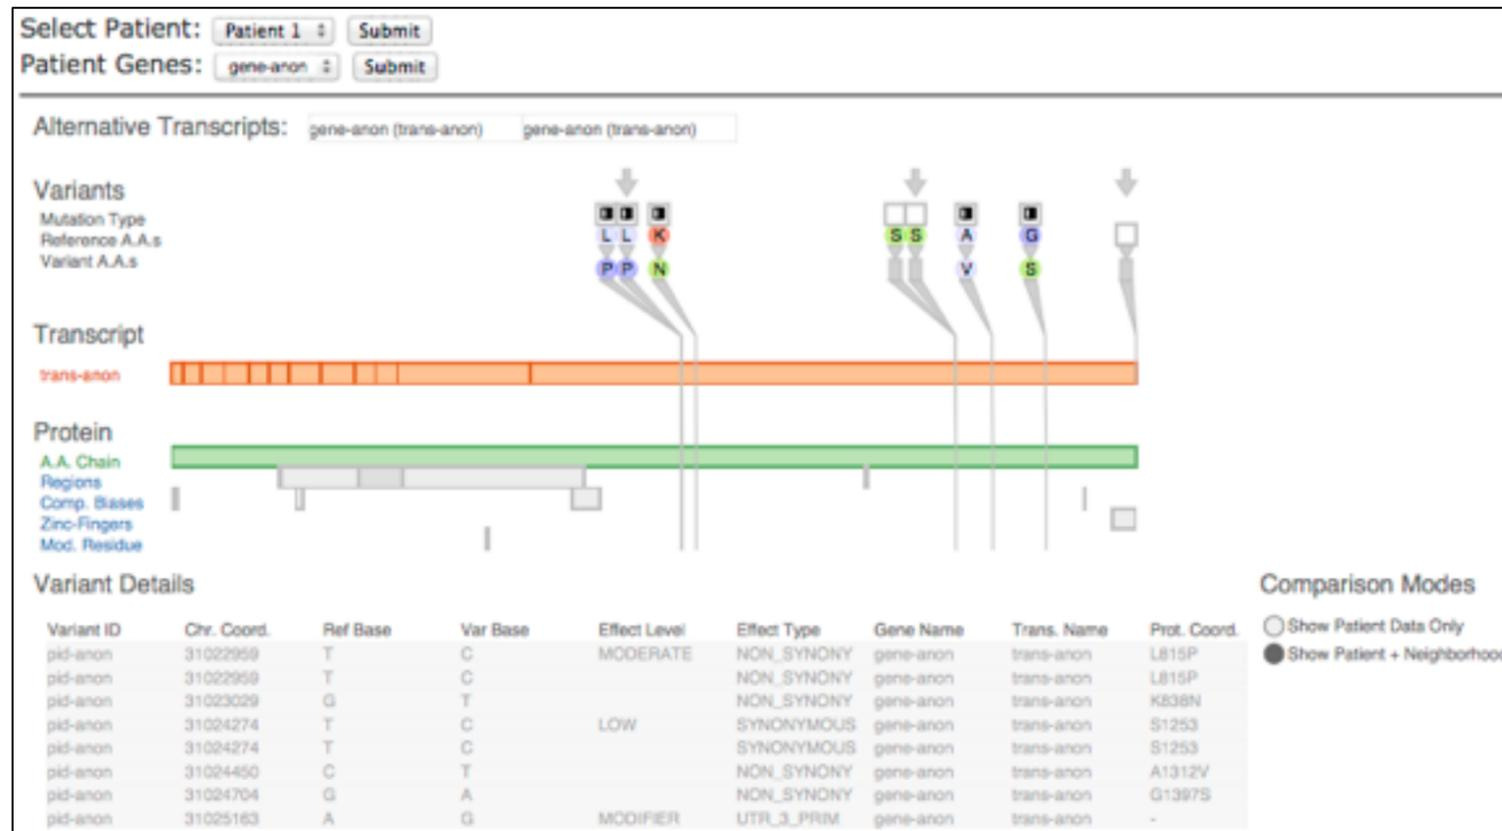 Select Patient: Patient 1 Submit
Patient Genes: gene-anon Submit
Alternative Transcripts: gene-anon (trans-anon) gene-anon (trans-anon)
Variants
Mutation Type
Reference A.A.s L L K S S A G
Variant A.A.s P P N V S
Transcript
trans-anon
Protein
A.A. Chain
Regions
Comp. Biases
Zinc-Fingers
Mod. Residue
Variant Details
Variant ID Chr. Coord. Ref Base Var Base Effect Level Effect Type Gene Name Trans. Name Prot. Coord.
pid-anon 31022959 T C MODERATE NON_SYNONY gene-anon trans-anon L815P
pid-anon 31022959 T C NON_SYNONY gene-anon trans-anon L815P
pid-anon 31023029 G T NON_SYNONY gene-anon trans-anon K838N
pid-anon 31024274 T C LOW SYNONYMOUS gene-anon trans-anon S1253
pid-anon 31024274 T C SYNONYMOUS gene-anon trans-anon S1253
pid-anon 31024450 C T NON_SYNONY gene-anon trans-anon A1312V
pid-anon 31024704 G A NON_SYNONY gene-anon trans-anon G1397S
pid-anon 31025163 A G MODIFIER UTR_3_PRIM gene-anon trans-anon -
Comparison Modes
Show Patient Data Only
Show Patient + Neighborhood